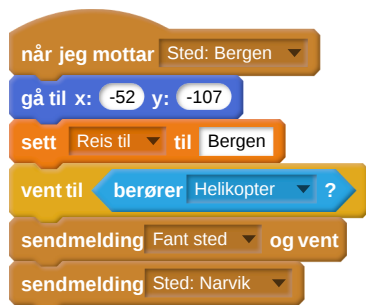 når jeg mottar Sted: Bergen
gå til x: -52 y: -107
sett Reis til til Bergen
vent til berører Helikopter ?
sendmelding Fant sted og vent
sendmelding Sted: Narvik